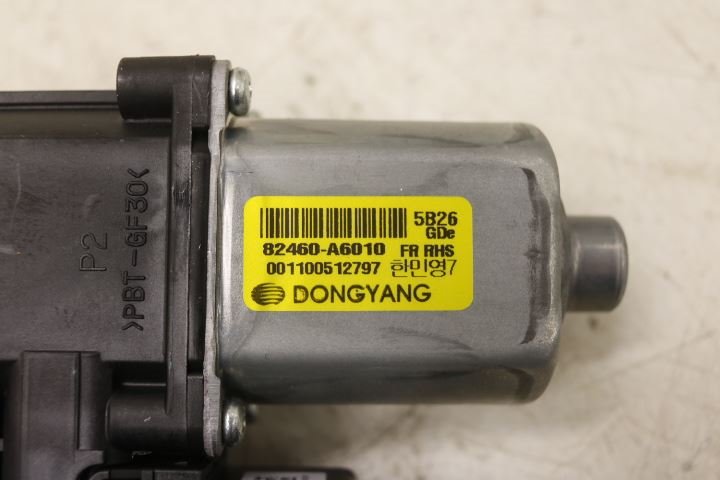 5B26
GDe
82460-A6010 FR RHS
001100512797 한민영7
DONGYANG
P2
>PBT-GF30<